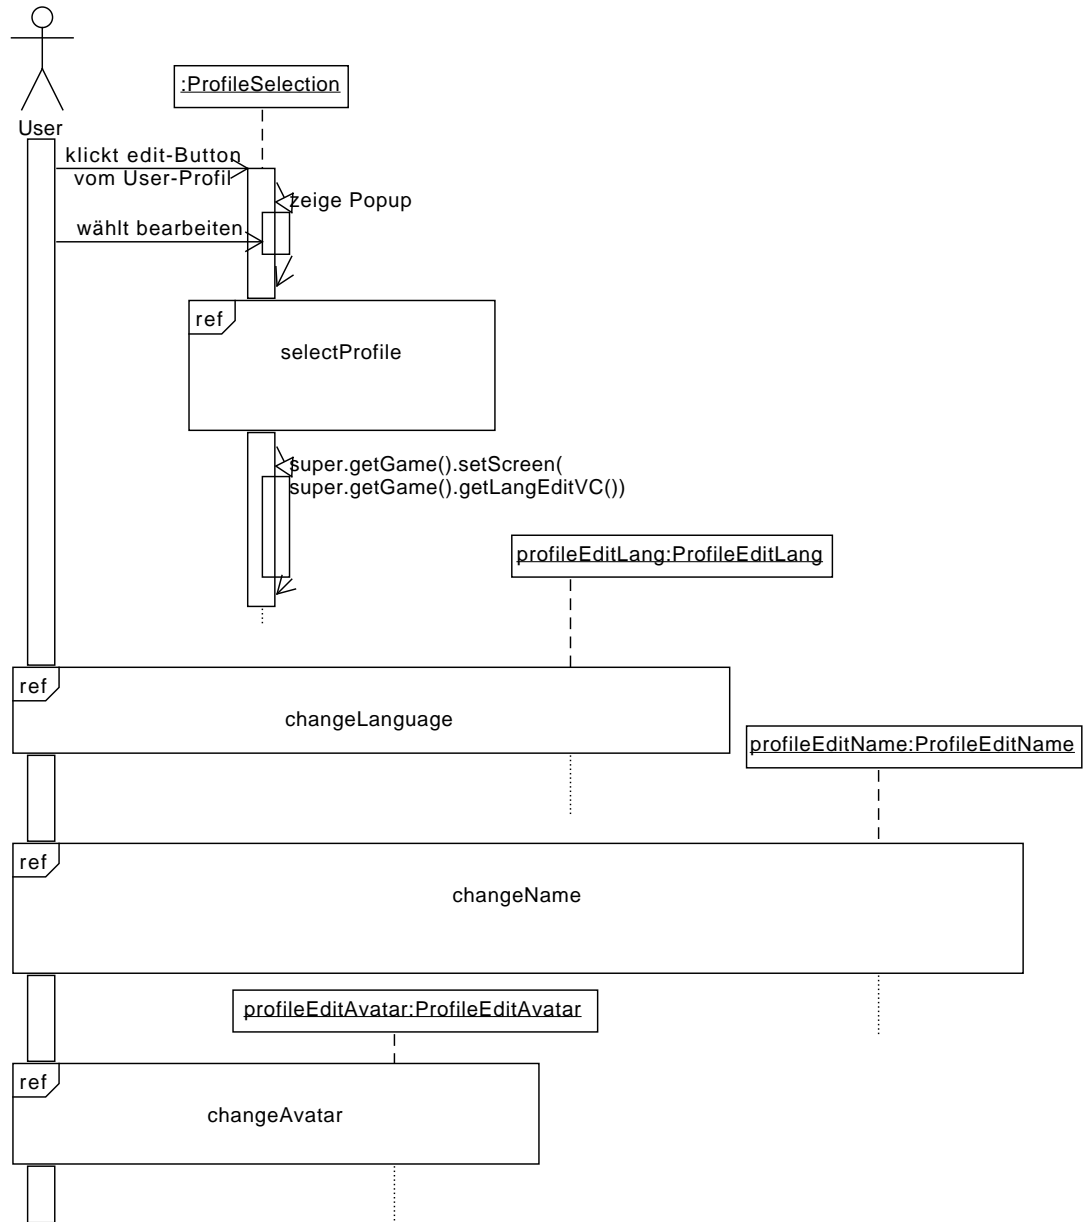 :ProfileSelection
User
klickt edit-Button
vom User-Profil
zeige Popup
wählt bearbeiten
ref
selectProfile
super.getGame().setScreen(
super.getGame().getLangEditVC())
profileEditLang:ProfileEditLang
ref
changeLanguage
profileEditName:ProfileEditName
ref
changeName
profileEditAvatar:ProfileEditAvatar
ref
changeAvatar